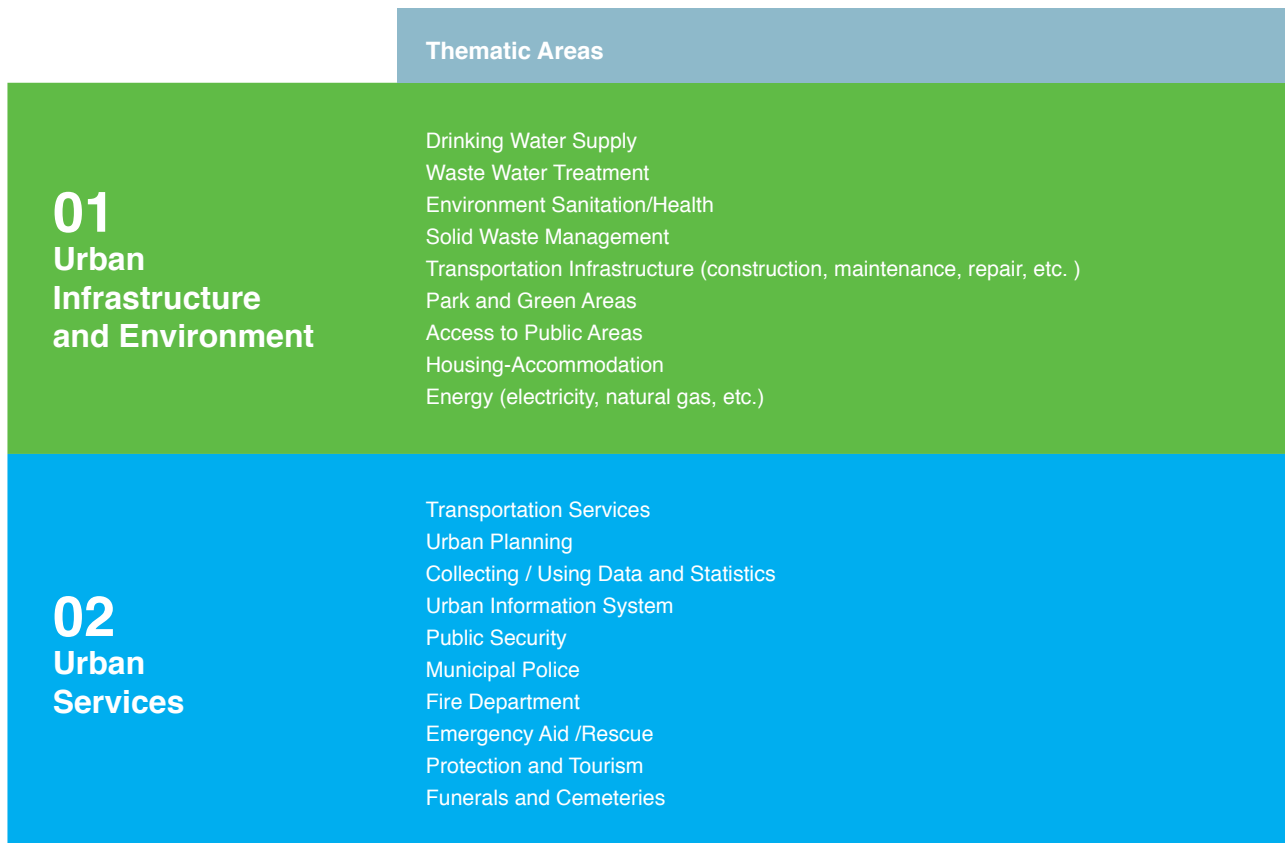 Thematic Areas
01
Urban
Infrastructure
and Environment
Drinking Water Supply
Waste Water Treatment
Environment Sanitation/Health
Solid Waste Management
Transportation Infrastructure (construction, maintenance, repair, etc. )
Park and Green Areas
Access to Public Areas
Housing-Accommodation
Energy (electricity, natural gas, etc.)
02
Urban
Services
Transportation Services
Urban Planning
Collecting / Using Data and Statistics
Urban Information System
Public Security
Municipal Police
Fire Department
Emergency Aid /Rescue
Protection and Tourism
Funerals and Cemeteries